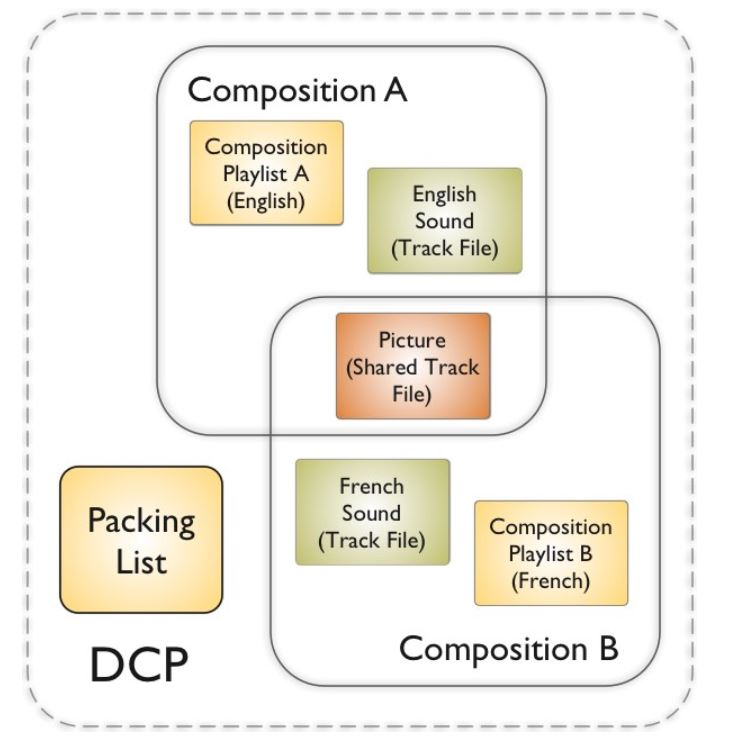 Composition A
Composition
Playlist A
(English)
English
Sound
(Track File)
Picture
(Shared Track
File)
French
Sound
(Track File)
Composition
Playlist B
(French)
Packing
List
Composition B
DCP